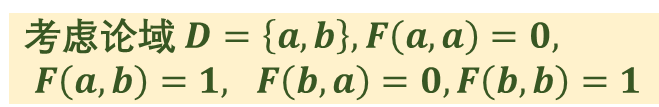 考虑论域 D = {a, b}, F(a, a) = 0,
F(a, b) = 1, F(b, a) = 0, F(b, b) = 1